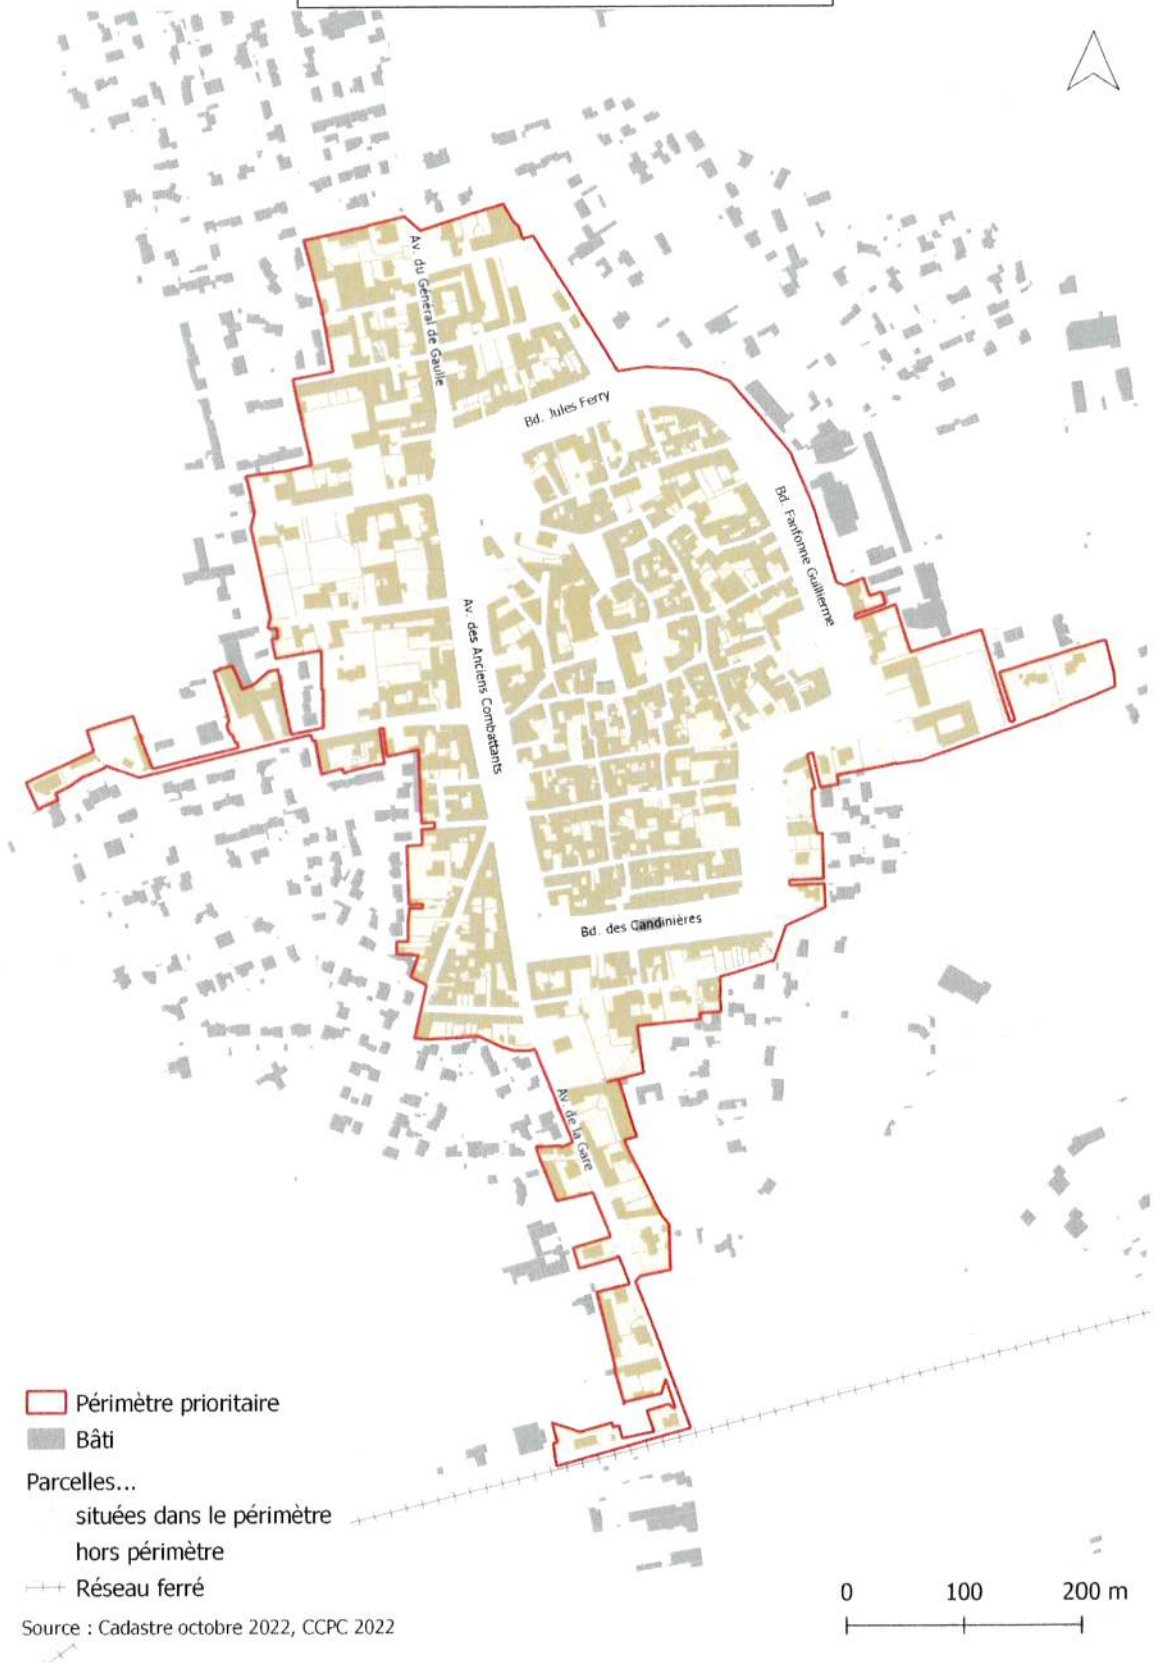 Av. du Général de Gaulle
Bd. Jules Ferry
Bd. Fanfonne Guillierme
Av. des Anciens Combattants
Bd. des Candinières
Av. de la Gare
Périmètre prioritaire
Bâti
Parcelles...
situées dans le périmètre
hors périmètre
Réseau ferré
0 100 200 m
Source : Cadastre octobre 2022, CCPC 2022